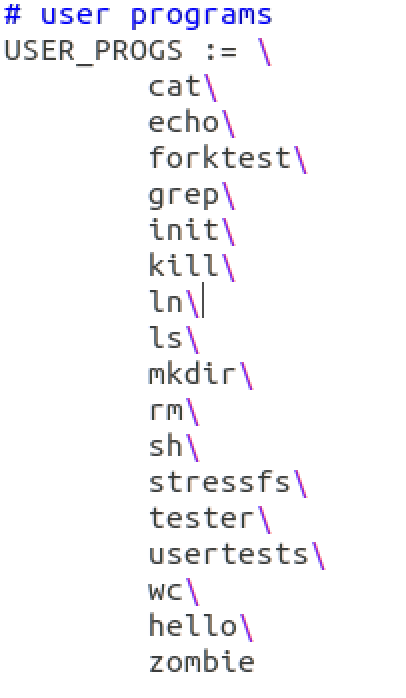 # user programs
USER_PROGS := \
cat\
echo\
forktest\
grep\
init\
kill\
ln\
ls\
mkdir\
rm\
sh\
stressfs\
tester\
usertests\
wc\
hello\
zombie